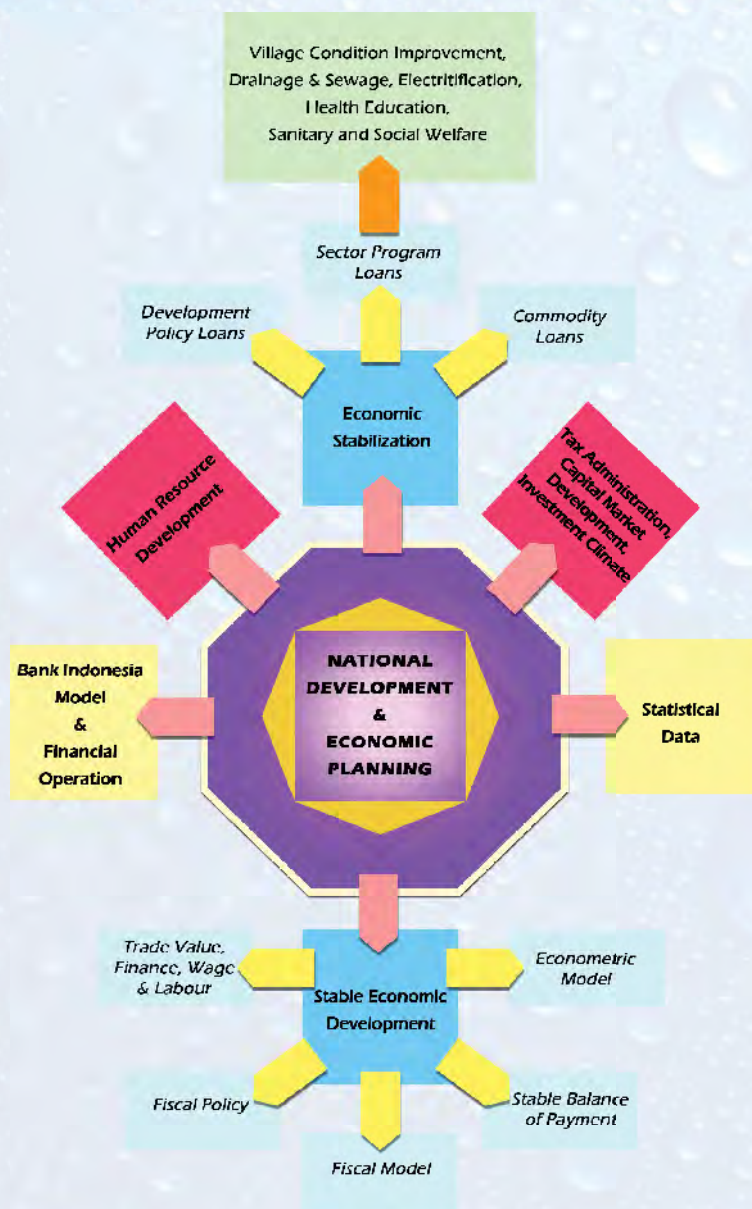 Village Condition Improvement,
Drainage & Sewage, Electritification,
Health Education,
Sanitary and Social Welfare
Sector Program
Loans
Development
Policy Loans
Commodity
Loans
Economic
Stabilization
Human Resource
Development
Tax Administration,
Capital Market
Development,
Investment Climate
Bank Indonesia
Model
&
Financial
Operation
NATIONAL
DEVELOPMENT
&
ECONOMIC
PLANNING
Statistical
Data
Trade Value,
Finance, Wage
& Labour
Stable Economic
Development
Econometric
Model
Fiscal Policy
Stable Balance
of Payment
Fiscal Model